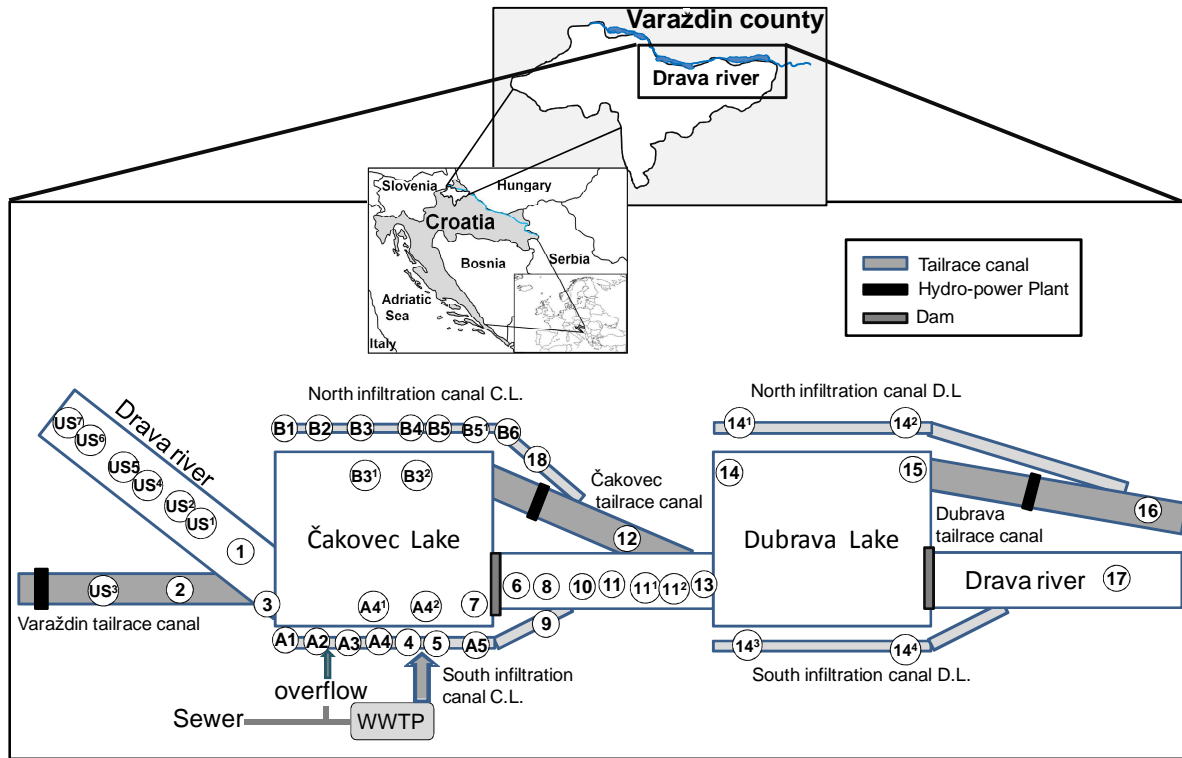 Varaždin county
Drava river
Slovenia
Hungary
Croatia
Bosnia
Serbia
Adriatic
Sea
Italy
Tailrace canal
Hydro-power Plant
Dam
North infiltration canal C.L.
North infiltration canal D.L
Drava river
US7
US6
US5
US4
US2
US1
1
B1
B2
B3
B4
B5
B5¹
B6
18
B3¹
B3²
Čakovec
tailrace canal
12
14¹
14²
14
15
16
Dubrava
tailrace canal
Čakovec Lake
Dubrava Lake
US³
2
3
Varaždin tailrace canal
A4¹
A4²
7
6
8
10
11
11¹
11²
13
Drava river
17
A1
A2
A3
A4
4
5
A5
9
14³
14⁴
South infiltration
canal C.L.
South infiltration canal D.L.
overflow
Sewer
WWTP